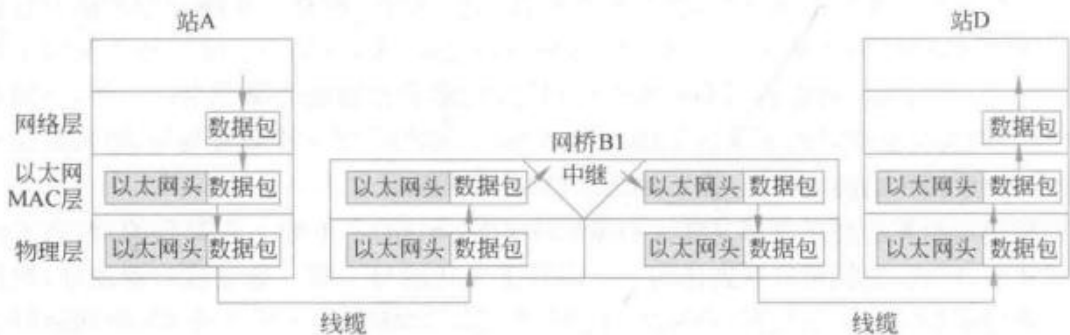 站A
站D
网络层
数据包
数据包
网桥B1
以太网
MAC层
以太网头 数据包
以太网头 数据包
中继
以太网头 数据包
以太网头 数据包
物理层
以太网头 数据包
以太网头 数据包
以太网头 数据包
以太网头 数据包
线缆
线缆